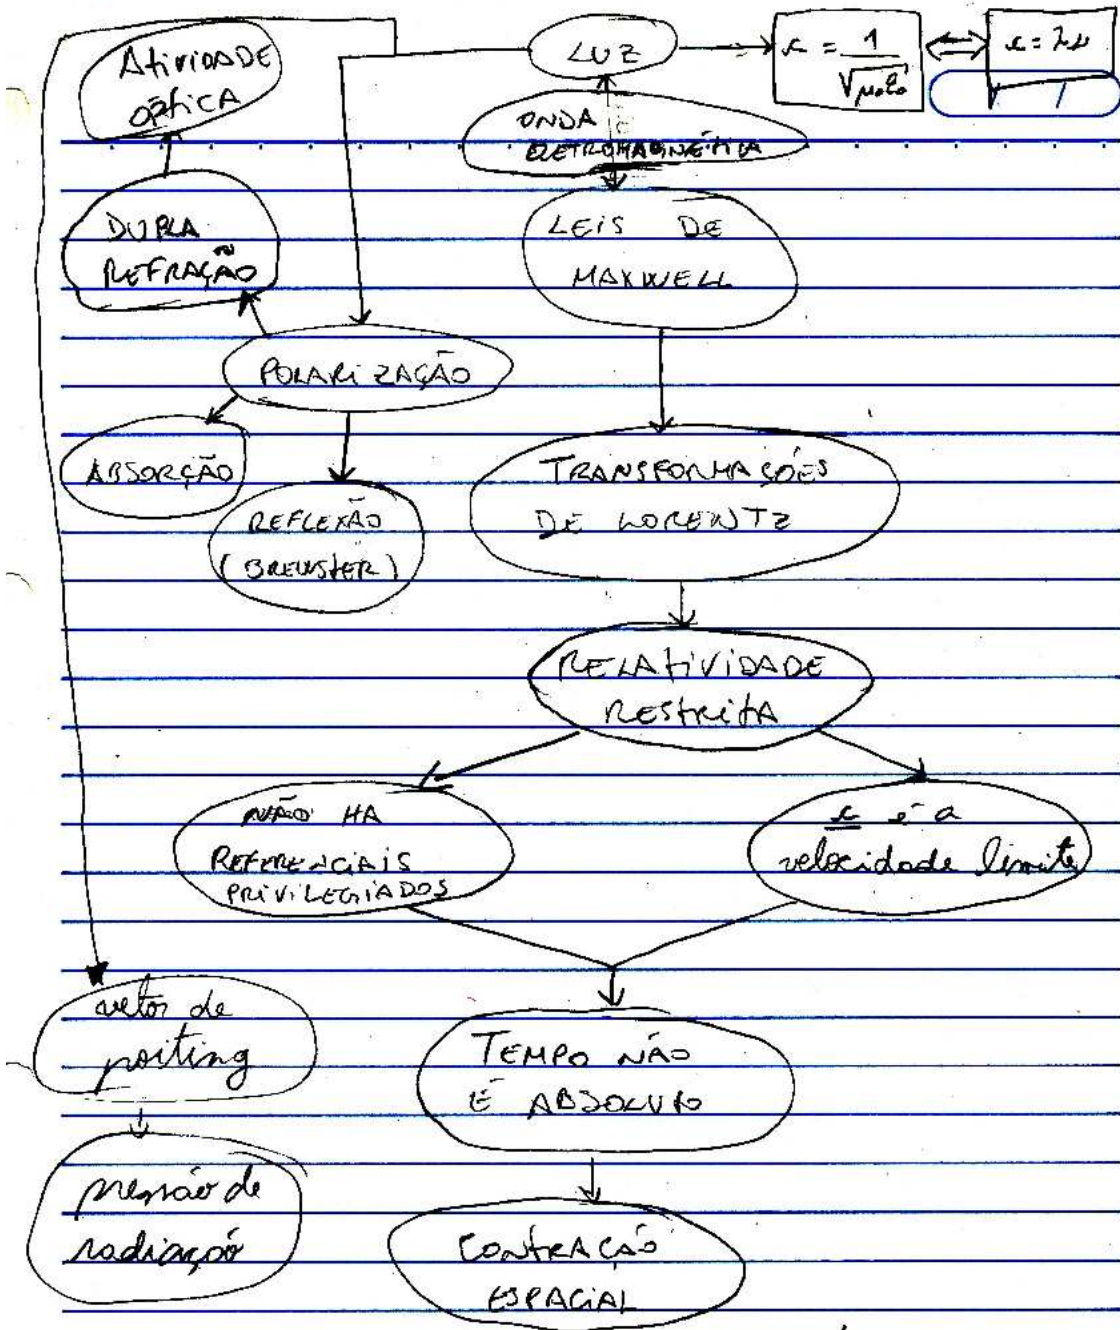 Atividade
óptica
LUZ
c = 1/√μ₀ε₀
c = λν
ONDA
ELETROMAGNÉTICA
DUPLA
REFRAÇÃO
LEIS DE
MAXWELL
POLARIZAÇÃO
ABSORÇÃO
REFLEXÃO
(BREWSTER)
TRANSFORMAÇÕES
DE LORENTZ
RELATIVIDADE
RESTRITA
NÃO HA
REFERENCIAIS
PRIVILEGIADOS
c é a
velocidade limite
vetor de
poiting
TEMPO NÃO
É ABSOLUTO
pressão de
radiação
CONTRAÇÃO
ESPACIAL